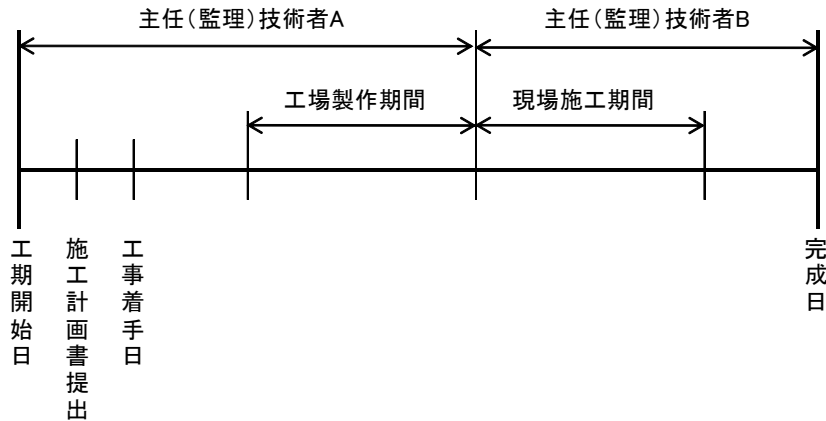 主任(監理)技術者A
主任(監理)技術者B
工場製作期間
現場施工期間
工期開始日
施工計画書提出
工事着手日
完成日